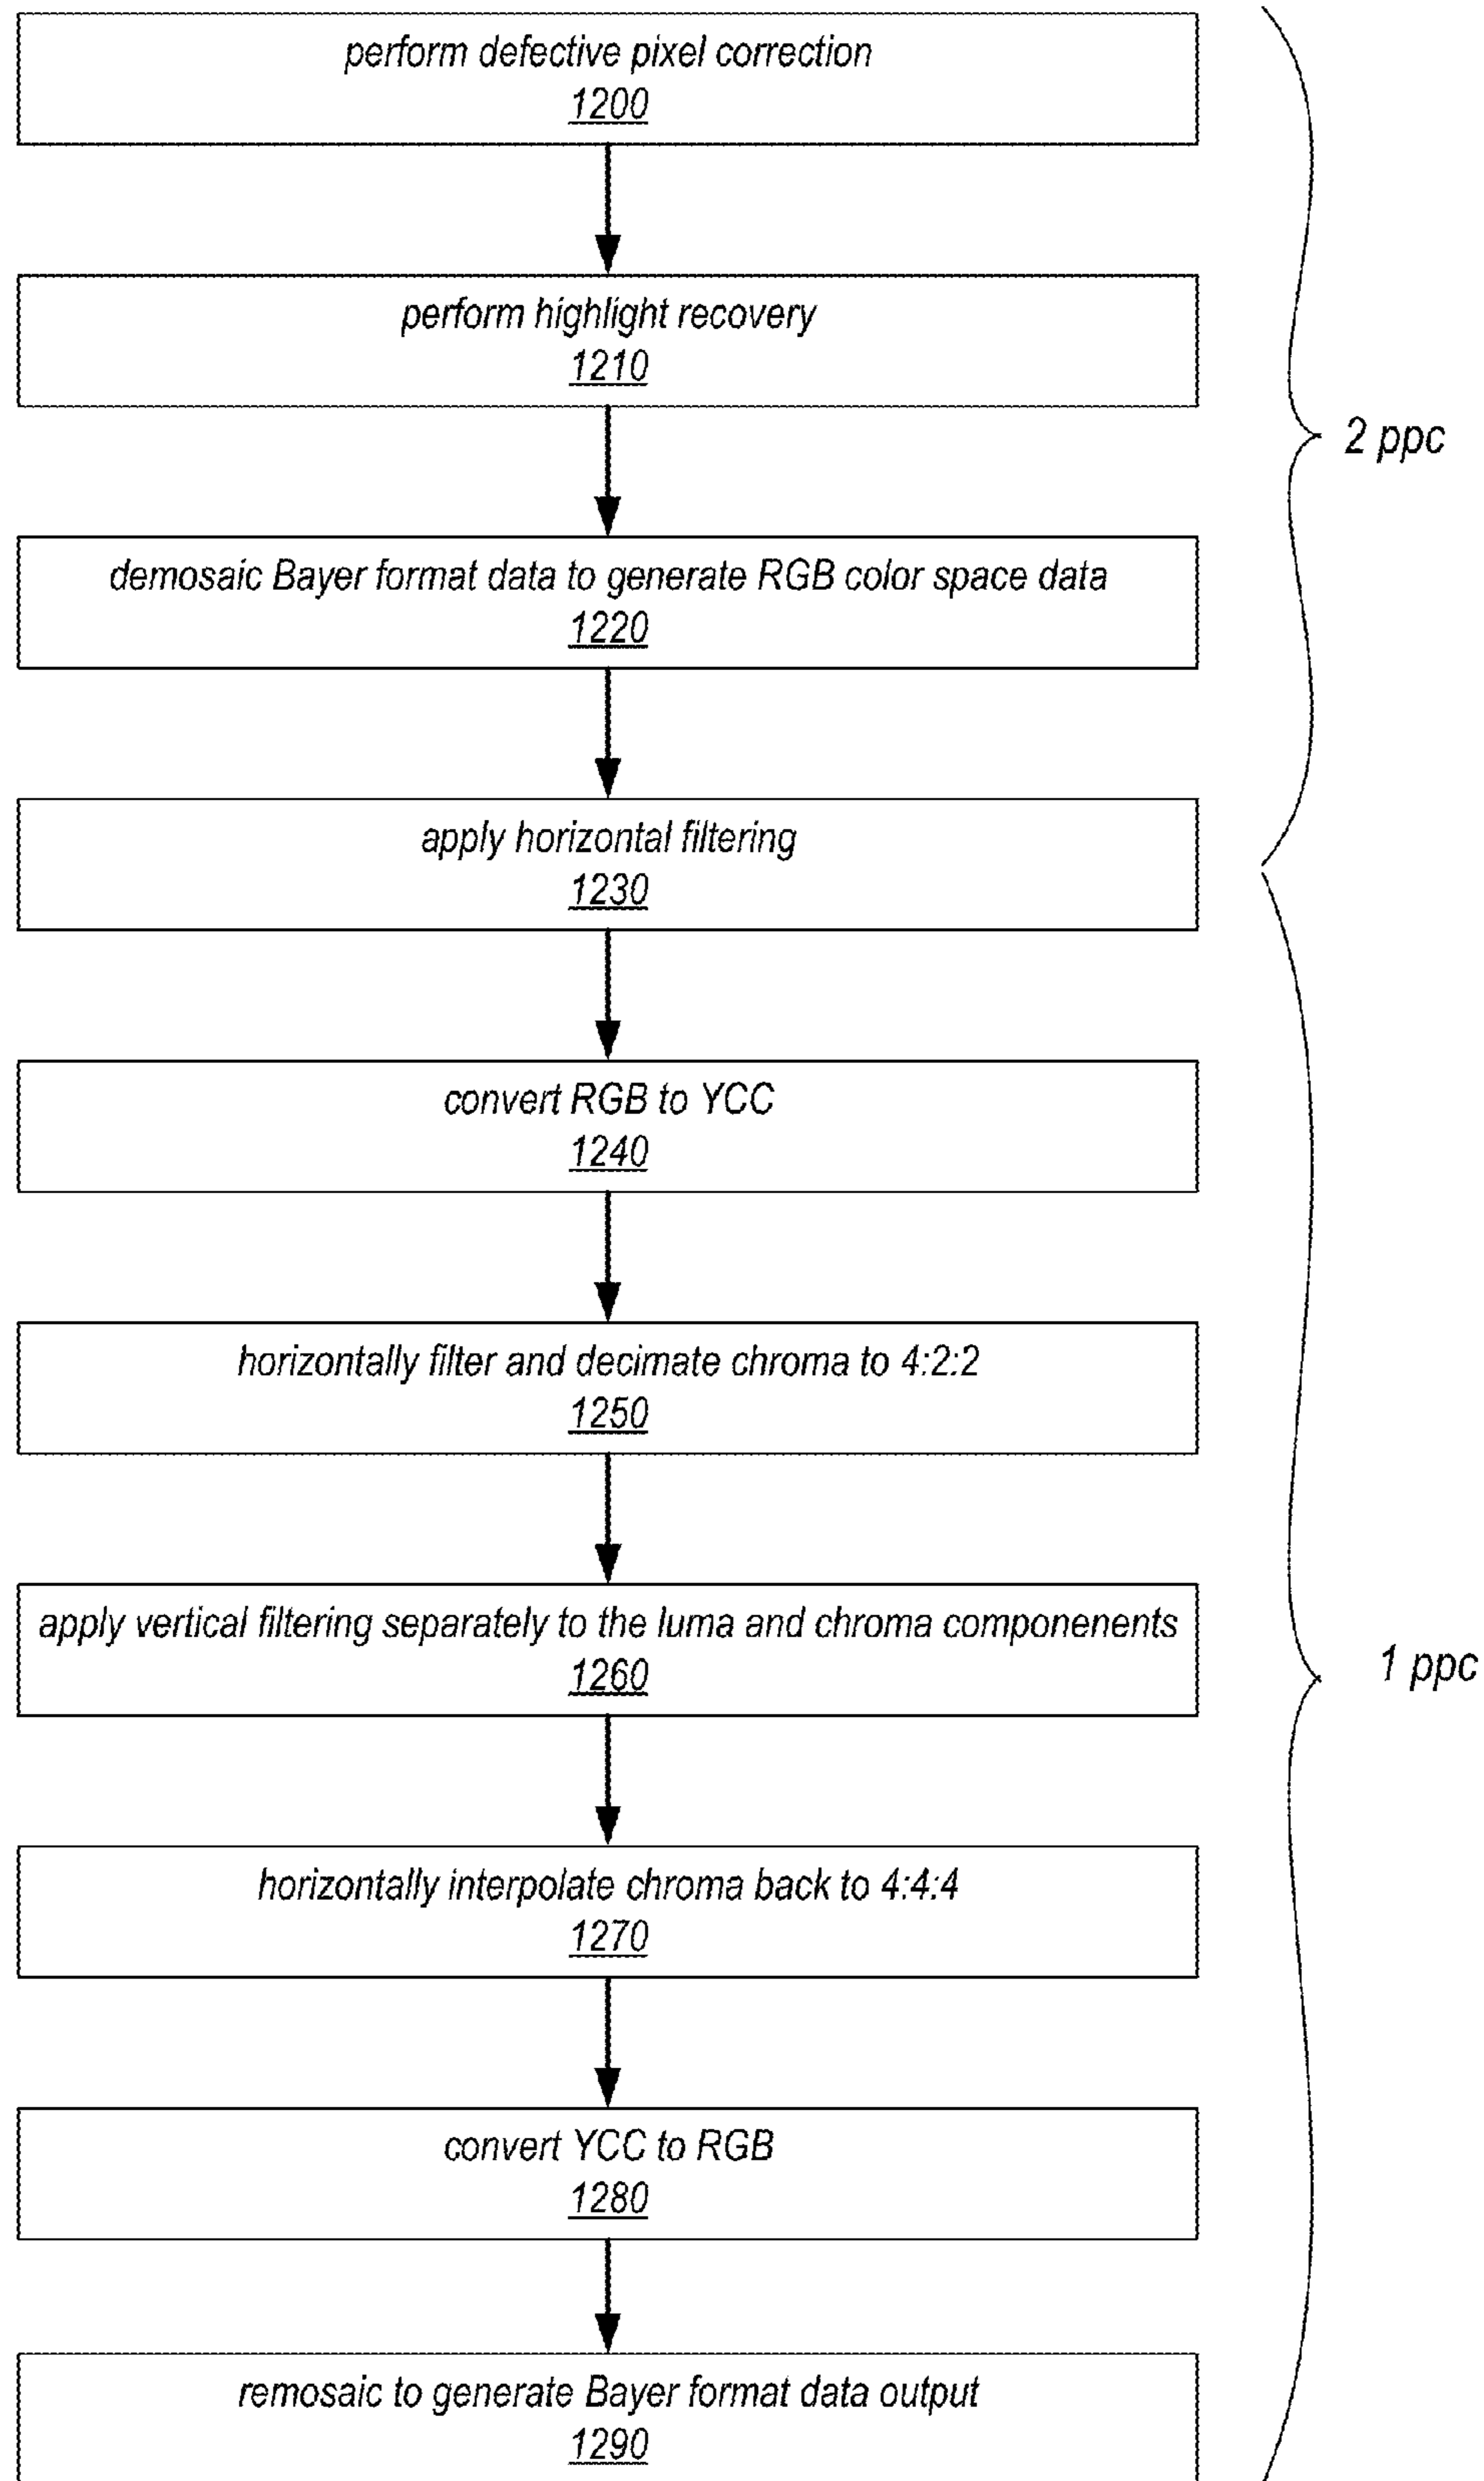 perform defective pixel correction
1200
perform highlight recovery
1210
2 ppc
demosaic Bayer format data to generate RGB color space data
1220
apply horizontal filtering
1230
convert RGB to YCC
1240
horizontally filter and decimate chroma to 4:2:2
1250
apply vertical filtering separately to the luma and chroma componenents
1260
1 ppc
horizontally interpolate chroma back to 4:4:4
1270
convert YCC to RGB
1280
remosaic to generate Bayer format data output
1290